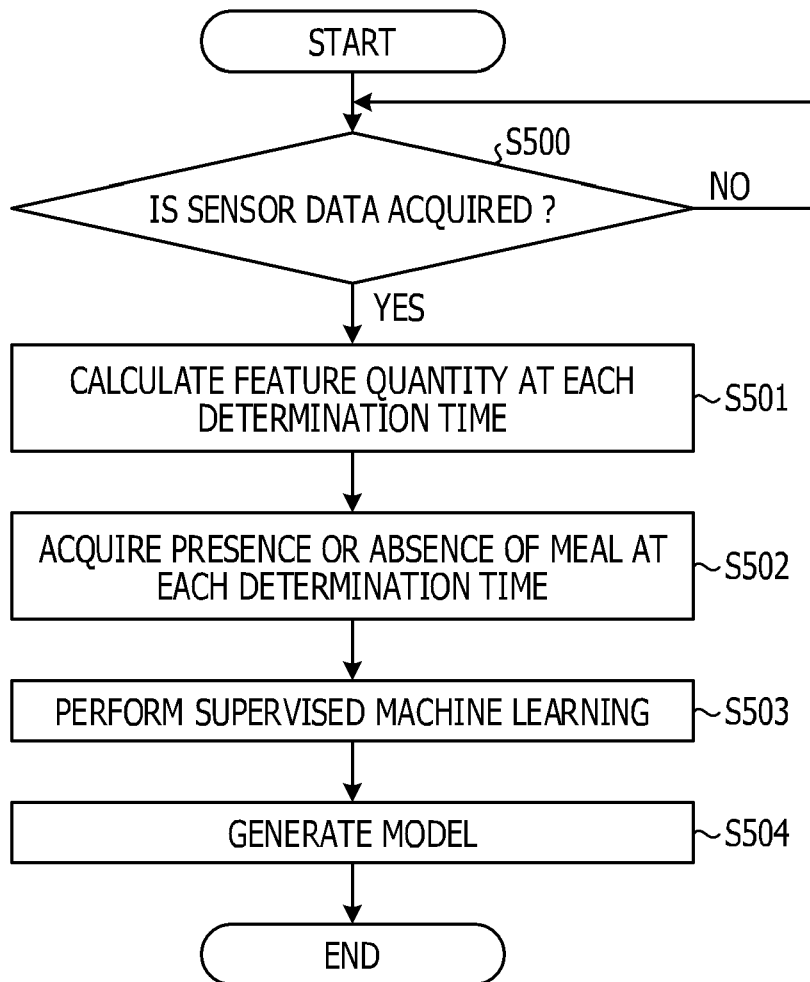 START
S500
IS SENSOR DATA ACQUIRED ?
NO
YES
CALCULATE FEATURE QUANTITY AT EACH
DETERMINATION TIME
S501
ACQUIRE PRESENCE OR ABSENCE OF MEAL AT
EACH DETERMINATION TIME
S502
PERFORM SUPERVISED MACHINE LEARNING
S503
GENERATE MODEL
S504
END